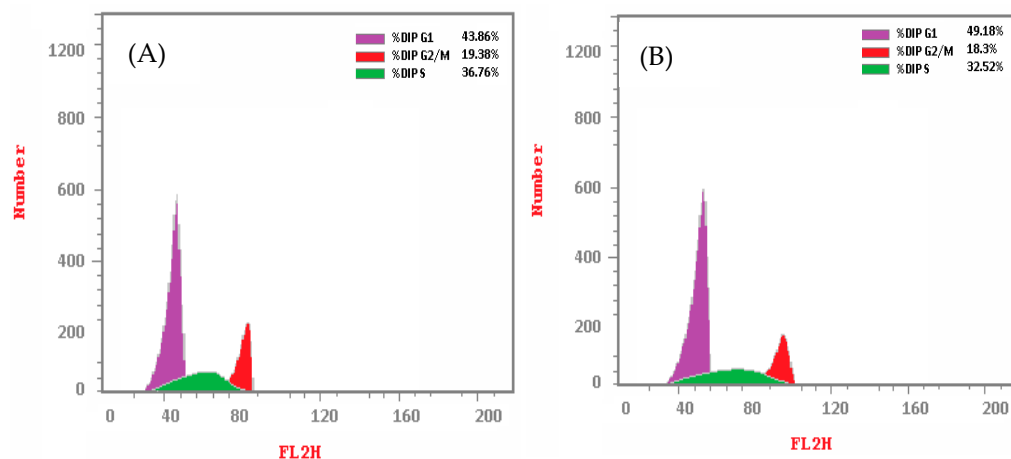 (A)
%DIP G1 43.86%
%DIP G2/M 19.38%
%DIP S 36.76%
1200
800
600
400
200
0
Number
0 40 80 120 160 200
FL2H
(B)
%DIP G1 49.18%
%DIP G2/M 18.3%
%DIP S 32.52%
1200
800
600
400
200
0
Number
0 40 80 120 160 200
FL2H